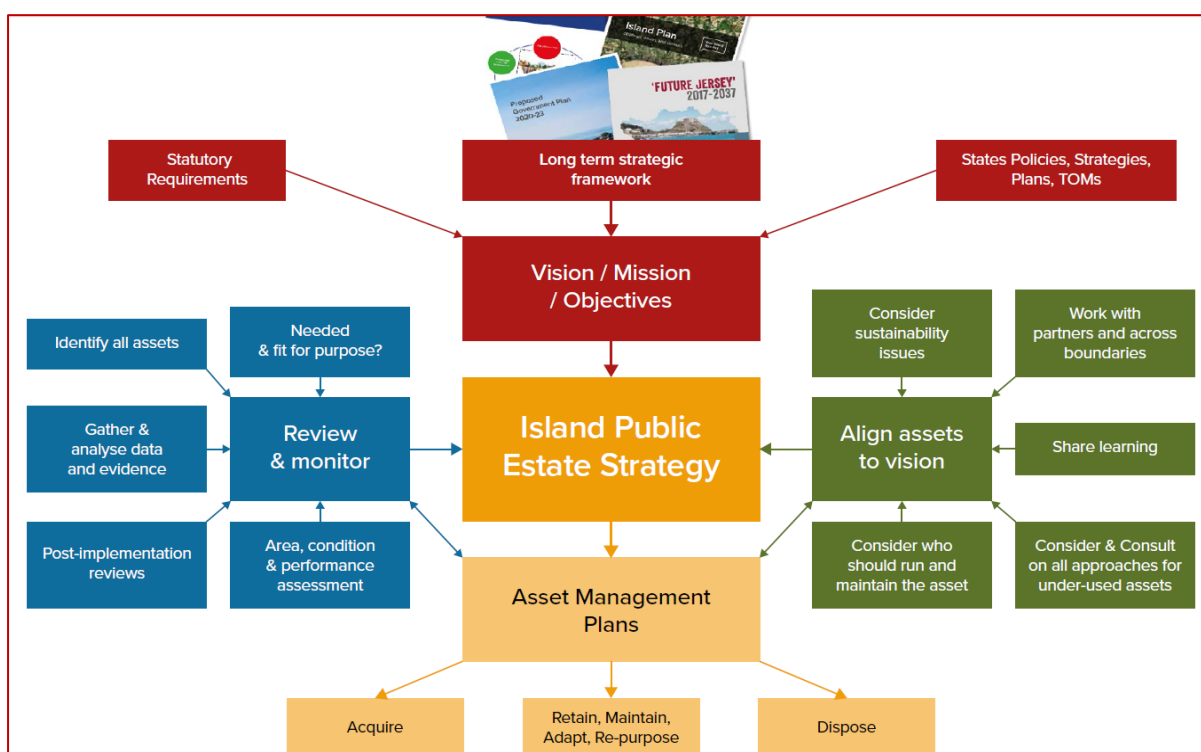 Island Plan
Proposed
Government Plan
2020-23
'FUTURE JERSEY'
2017-2037
Statutory
Requirements
Long term strategic
framework
States Policies, Strategies,
Plans, TOMs
Vision / Mission
/ Objectives
Identify all assets
Needed
& fit for purpose?
Gather &
analyse data
and evidence
Review
& monitor
Post-implementation
reviews
Area, condition
& performance
assessment
Island Public
Estate Strategy
Consider
sustainability
issues
Work with
partners and across
boundaries
Align assets
to vision
Share learning
Consider who
should run and
maintain the asset
Consider & Consult
on all approaches for
under-used assets
Asset Management
Plans
Acquire
Retain, Maintain,
Adapt, Re-purpose
Dispose